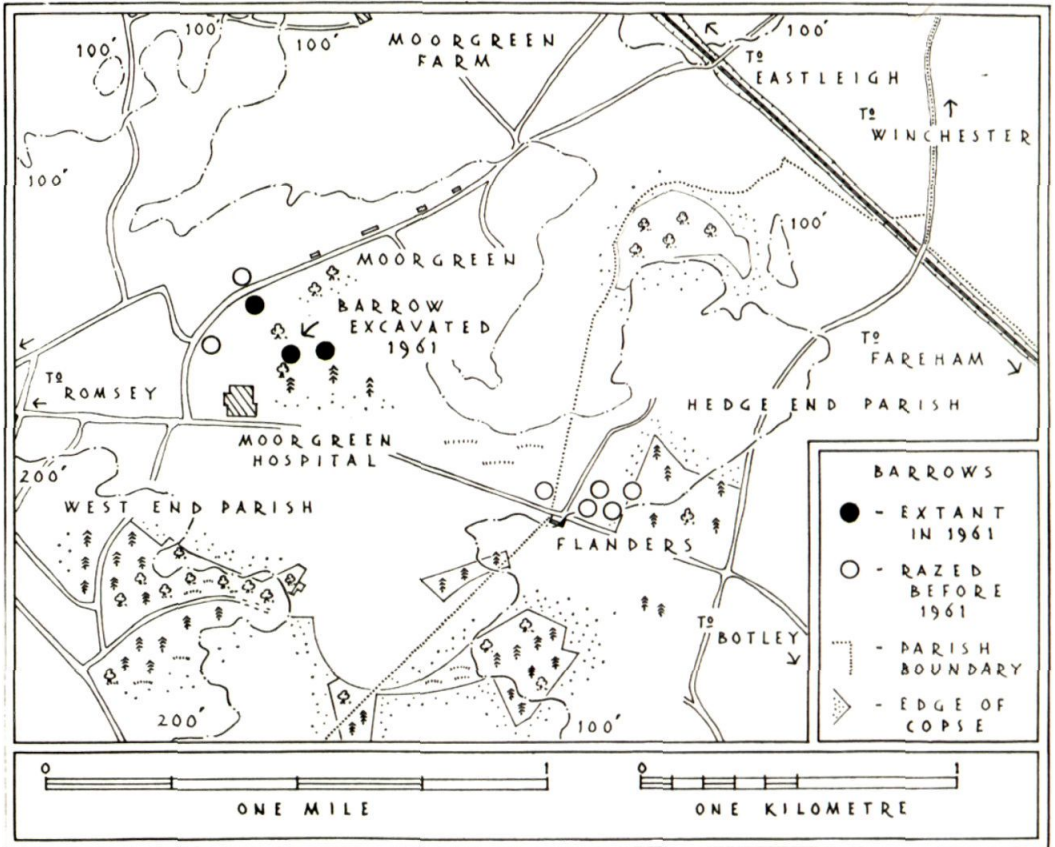 100'
100'
100'
MOORGREEN
FARM
100'
Tº
EASTLEIGH
Tº
WINCHESTER
100'
100'
MOORGREEN
BARROW
EXCAVATED
1961
Tº
FAREHAM
Tº
ROMSEY
HEDGE END PARISH
MOORGREEN
HOSPITAL
200'
WEST END PARISH
FLANDERS
Tº
BOTLEY
200'
100'
BARROWS
- EXTANT
IN 1961
- RAZED
BEFORE
1961
- PARISH
BOUNDARY
- EDGE OF
COPSE
0 1
ONE MILE
0 1
ONE KILOMETRE